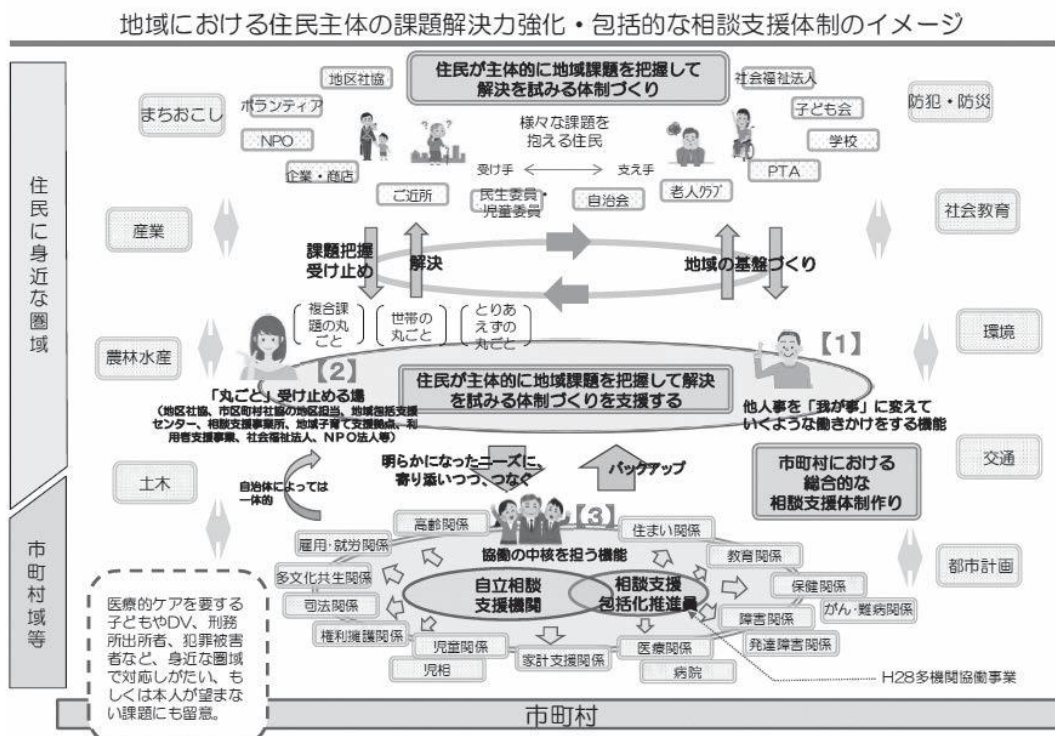 地域における住民主体の課題解決力強化・包括的な相談支援体制のイメージ
住民に身近な圏域
市町村域等
住民が主体的に地域課題を把握して
解決を試みる体制づくり
地区社協
ボランティア
NPO
企業・商店
ご近所
民生委員・
児童委員
自治会
老人クラブ
社会福祉法人
子ども会
学校
PTA
様々な課題を
抱える住民
受け手
支え手
まちおこし
産業
農林水産
土木
防犯・防災
社会教育
環境
交通
都市計画
課題把握
受け止め
解決
地域の基盤づくり
複合課
題の丸
ごと
世帯の
丸ごと
とりあ
えずの
丸ごと
【2】
「丸ごと」受け止める場
(地区社協、市区町村社協の地区担当、地域包括支援
センター、相談支援事業所、地域子育て支援拠点、利
用者支援事業、社会福祉法人、NPO法人等)
住民が主体的に地域課題を把握して解決
を試みる体制づくりを支援する
【1】
他人事を「我が事」に変えて
いくような働きかけをする機能
明らかになったニーズに、
寄り添いつつ、つなぐ
バックアップ
市町村における
総合的な
相談支援体制作り
自治体によっては
一体的
【3】
協働の中核を担う機能
自立相談
支援機関
相談支援
包括化推進員
高齢関係
雇用・就労関係
多文化共生関係
司法関係
権利擁護関係
児童関係
児相
家計支援関係
医療関係
病院
住まい関係
教育関係
保健関係
がん・難病関係
障害関係
発達障害関係
H28多機関協働事業
医療的ケアを要する
子どもやDV、刑務
所出所者、犯罪被害
者など、身近な圏域
で対応しがたい、も
しくは本人が望まな
い課題にも留意。
市町村